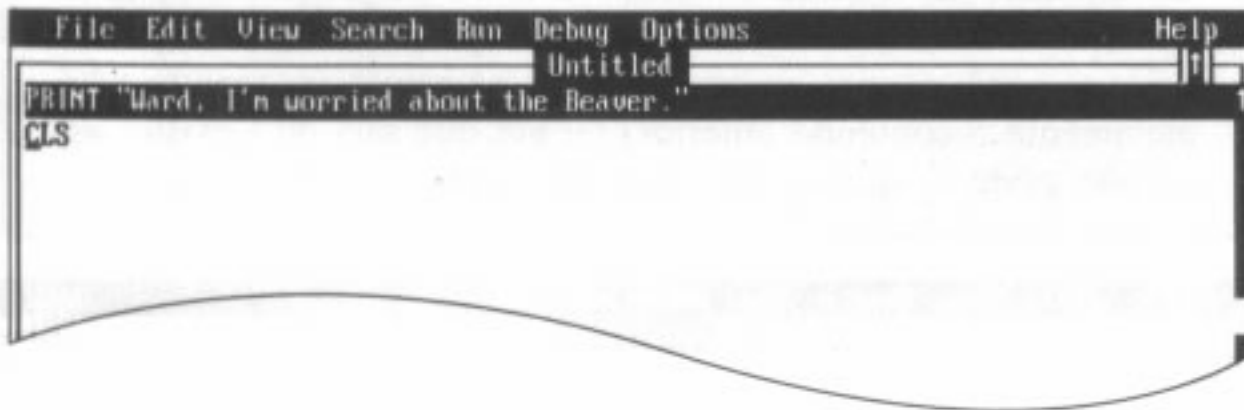 File Edit View Search Run Debug Options Help
Untitled
PRINT "Ward, I'm worried about the Beaver."
CLS